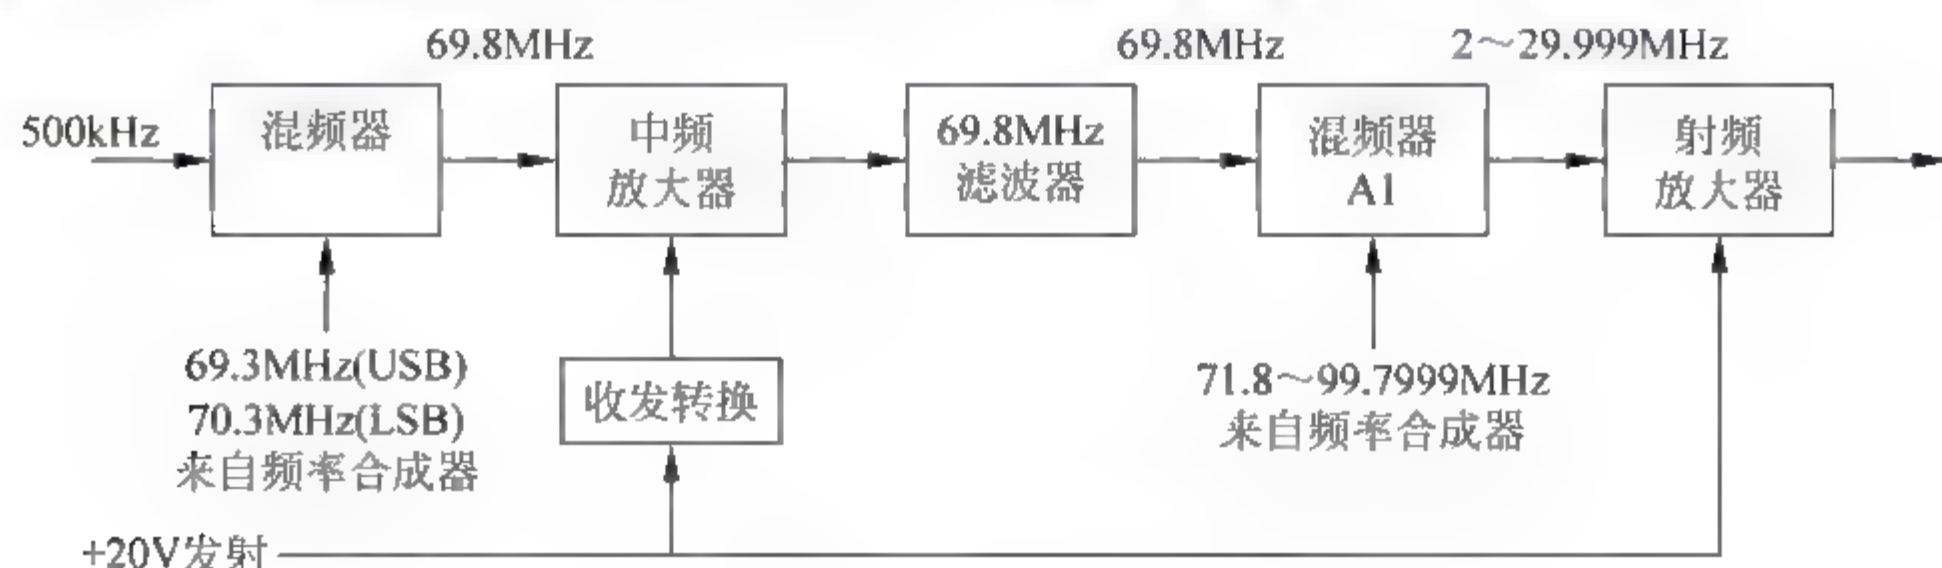 69.8MHz
69.8MHz
2～29.999MHz
500kHz
混频器
中频
放大器
69.8MHz
滤波器
混频器
A1
射频
放大器
69.3MHz(USB)
70.3MHz(LSB)
来自频率合成器
收发转换
71.8～99.7999MHz
来自频率合成器
+20V发射